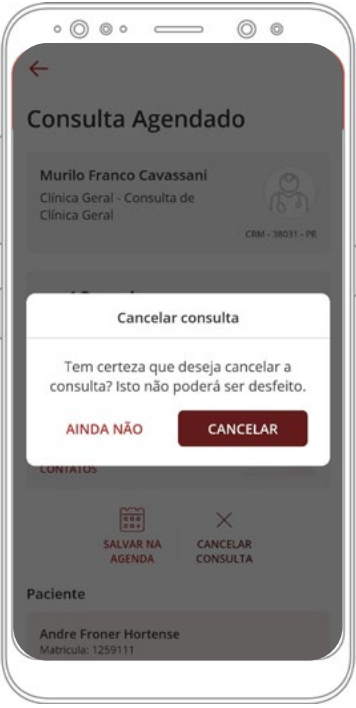 Consulta Agendado
Murilo Franco Cavassani
Clínica Geral - Consulta de
Clínica Geral
CRM - 38031 - PR
Cancelar consulta
Tem certeza que deseja cancelar a
consulta? Isto não poderá ser desfeito.
AINDA NÃO
CANCELAR
CONTATOS
SALVAR NA
AGENDA
CANCELAR
CONSULTA
Paciente
Andre Froner Hortense
Matricula: 1259111